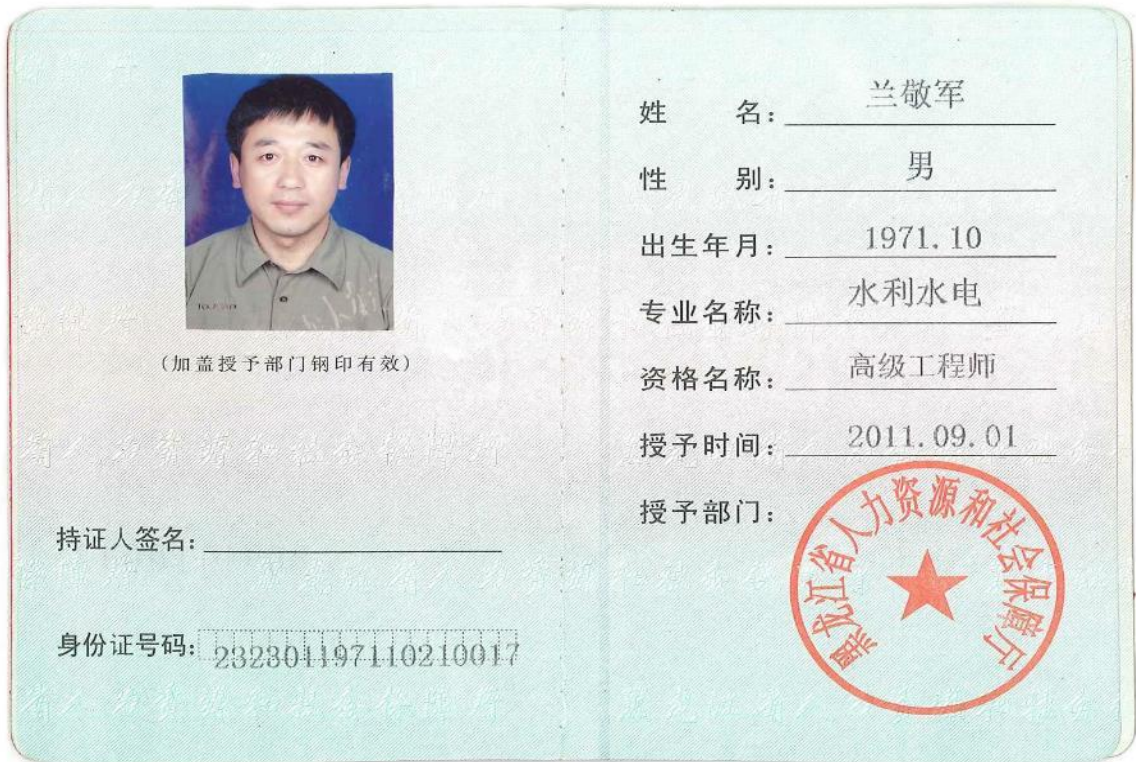 (加盖授予部门钢印有效)
持证人签名:
身份证号码: 232301197110210017
姓名: 兰敬军
性别: 男
出生年月: 1971.10
专业名称: 水利水电
资格名称: 高级工程师
授予时间: 2011.09.01
授予部门:
黑龙江省人力资源和社会保障厅